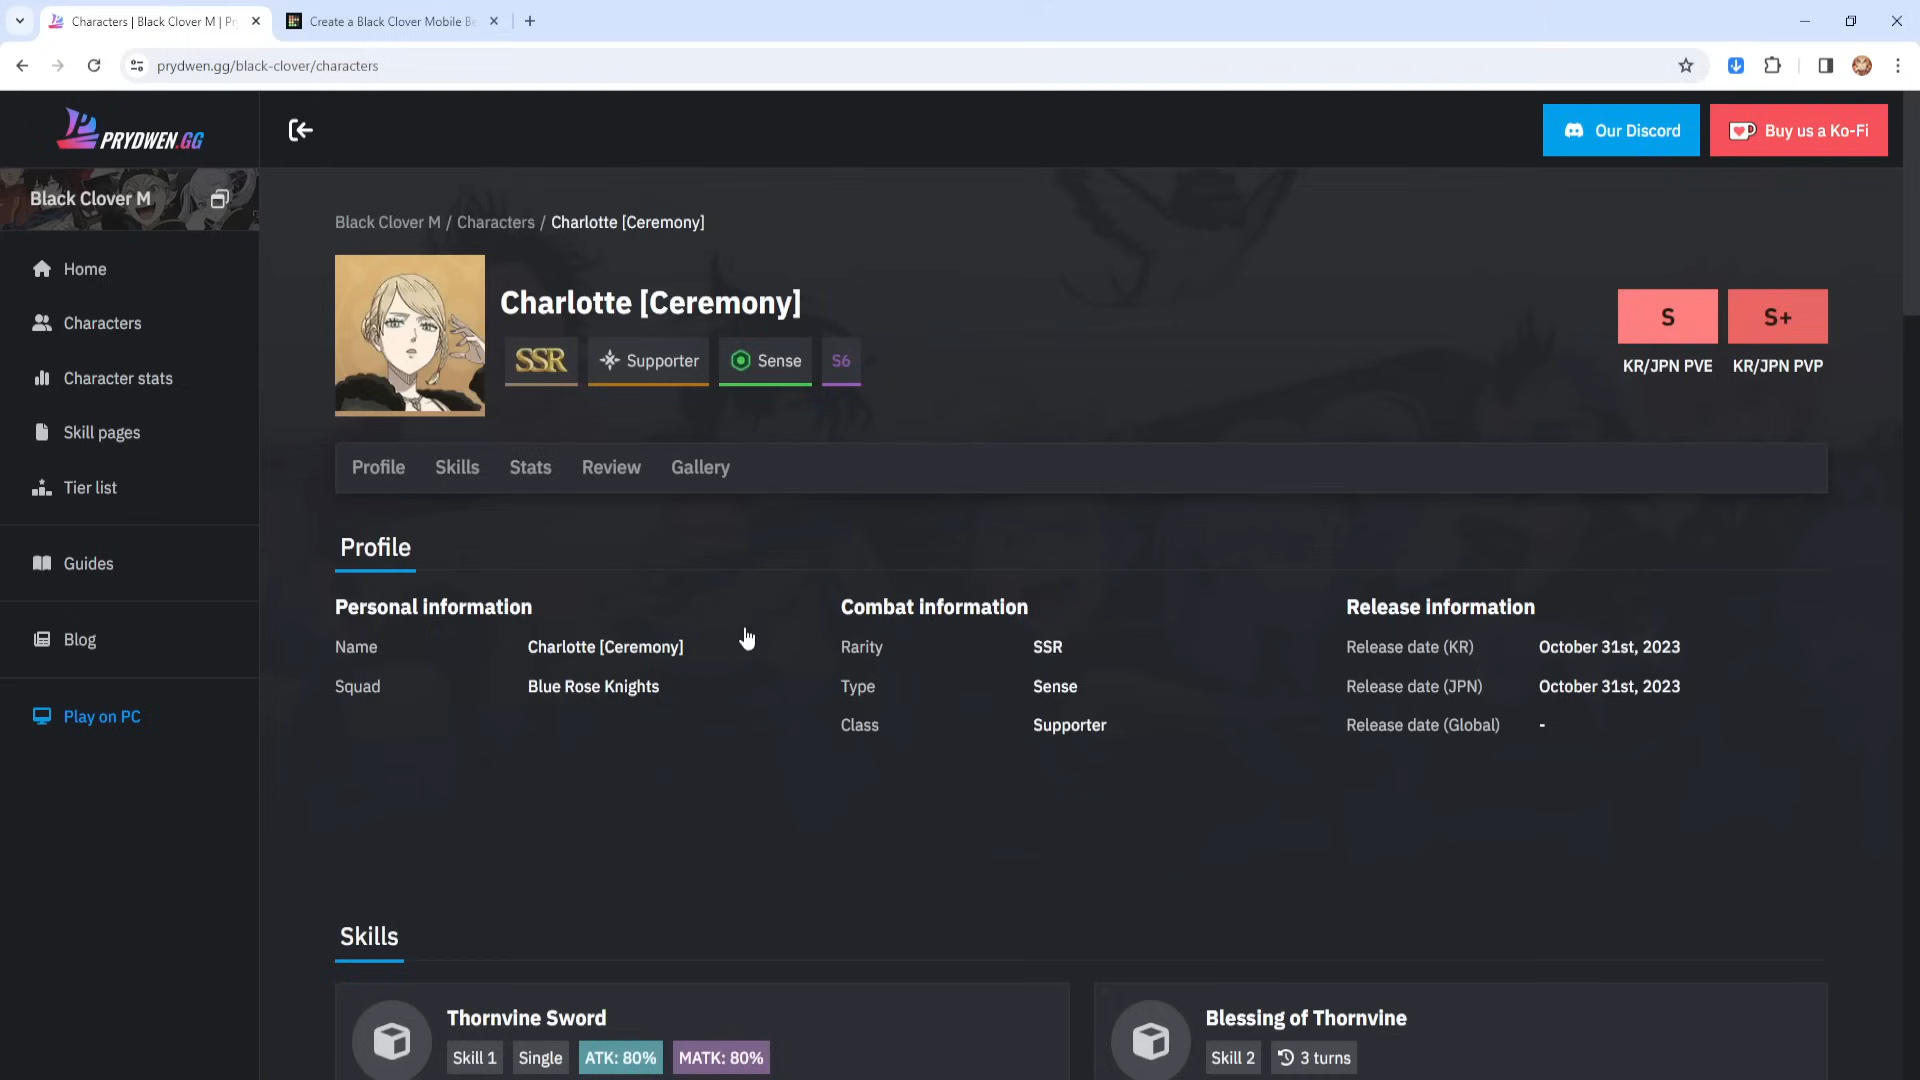 Characters | Black Clover M | Pr
Create a Black Clover Mobile Be
prydwen.gg/black-clover/characters
PRYDWEN.GG
Our Discord
Buy us a Ko-Fi
Black Clover M
Home
Characters
Character stats
Skill pages
Tier list
Guides
Blog
Play on PC
Black Clover M / Characters / Charlotte [Ceremony]
Charlotte [Ceremony]
SSR
Supporter
Sense
S6
S
KR/JPN PVE
S+
KR/JPN PVP
Profile
Skills
Stats
Review
Gallery
Profile
Personal information
Name
Charlotte [Ceremony]
Squad
Blue Rose Knights
Combat information
Rarity
SSR
Type
Sense
Class
Supporter
Release information
Release date (KR)
October 31st, 2023
Release date (JPN)
October 31st, 2023
Release date (Global)
-
Skills
Thornvine Sword
Skill 1
Single
ATK: 80%
MATK: 80%
Blessing of Thornvine
Skill 2
3 turns